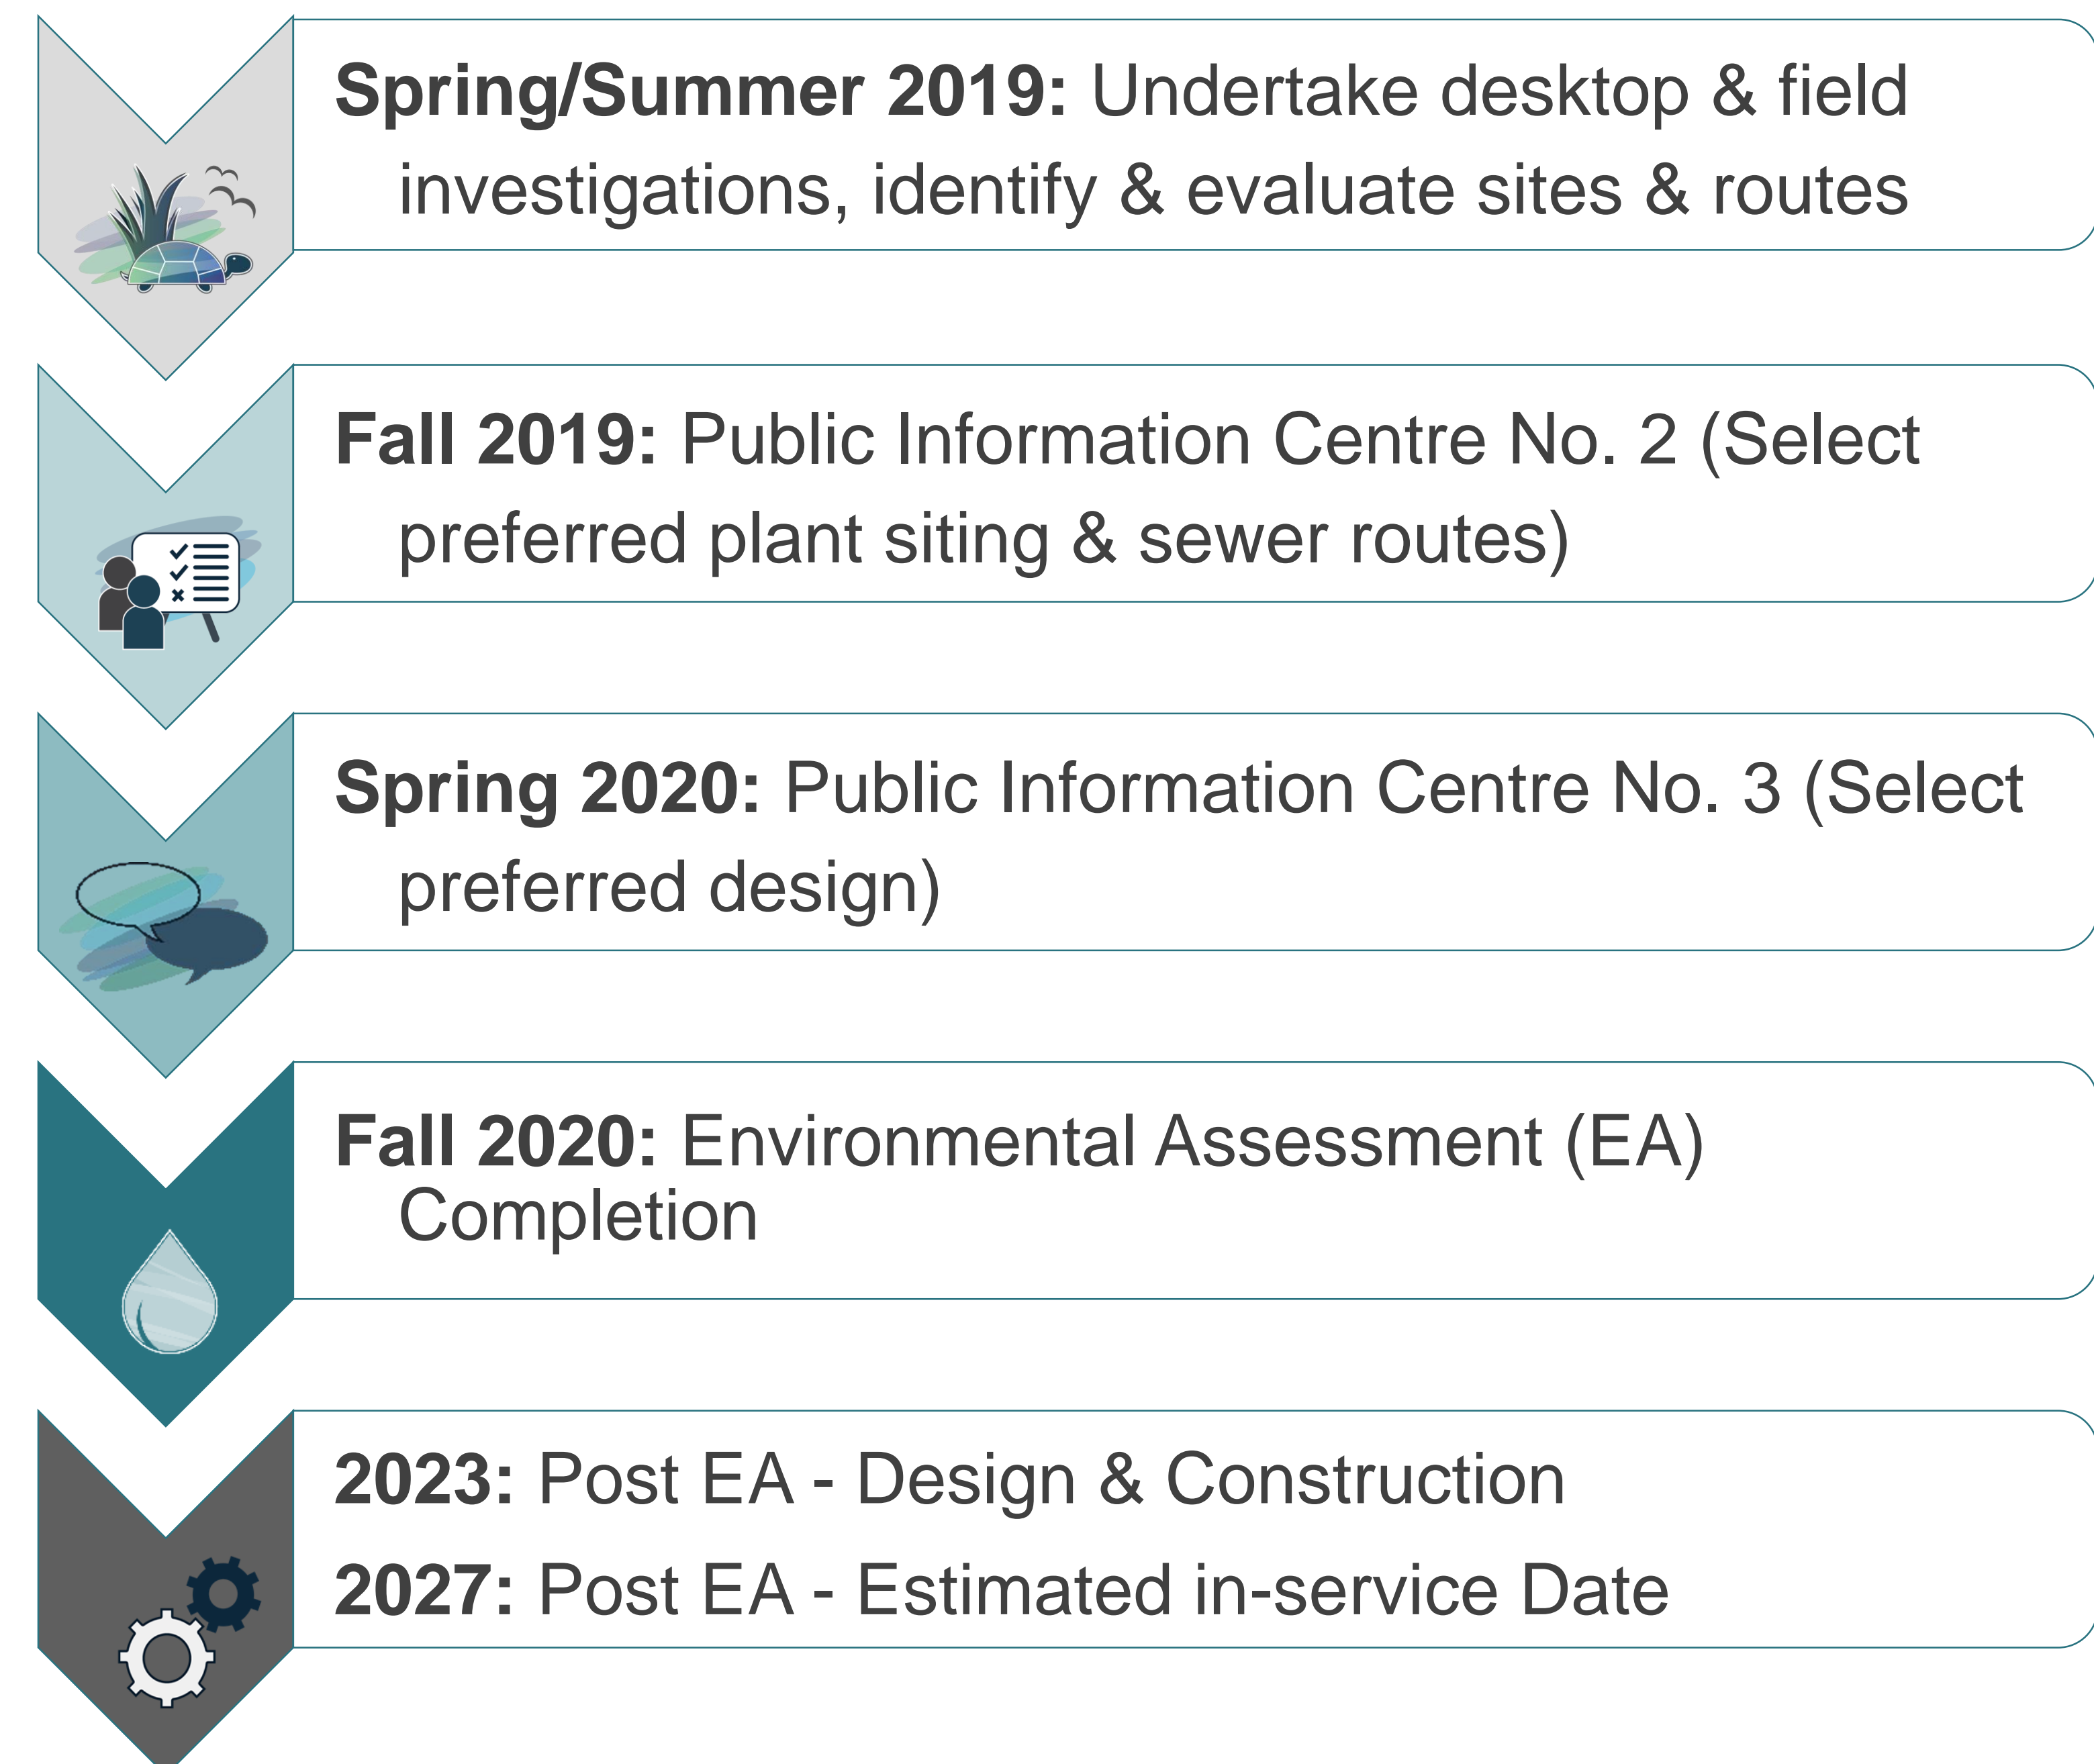 Spring/Summer 2019: Undertake desktop & field
investigations, identify & evaluate sites & routes
Fall 2019: Public Information Centre No. 2 (Select
preferred plant siting & sewer routes)
Spring 2020: Public Information Centre No. 3 (Select
preferred design)
Fall 2020: Environmental Assessment (EA)
Completion
2023: Post EA - Design & Construction
2027: Post EA - Estimated in-service Date